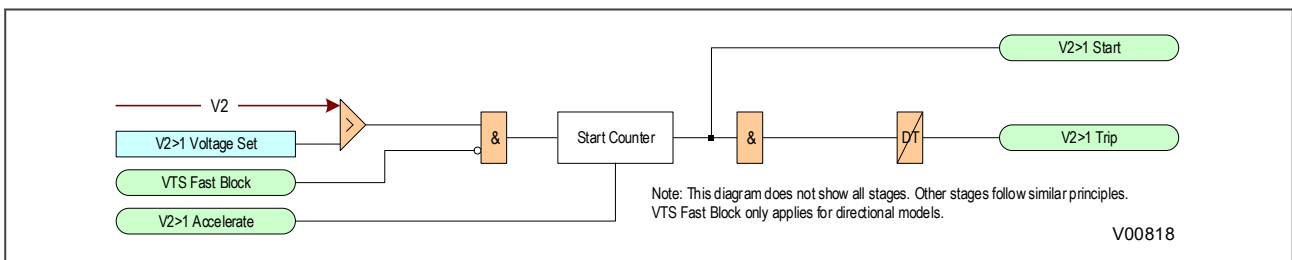 V2>1 Start
V2
>
V2>1 Voltage Set
&
Start Counter
&
DT
V2>1 Trip
VTS Fast Block
V2>1 Accelerate
Note: This diagram does not show all stages. Other stages follow similar principles.
VTS Fast Block only applies for directional models.
V00818